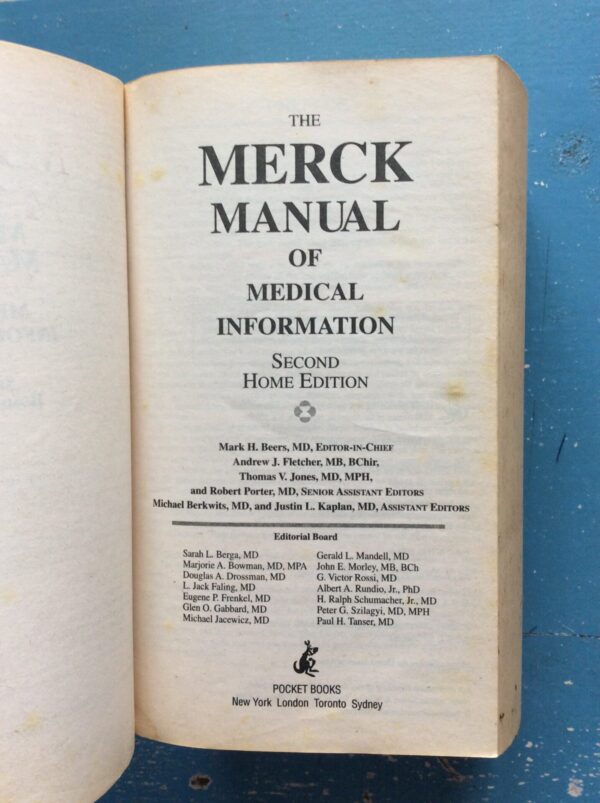 THE
MERCK
MANUAL
OF
MEDICAL
INFORMATION
SECOND
HOME EDITION
Mark H. Beers, MD, EDITOR-IN-CHIEF
Andrew J. Fletcher, MB, BChir,
Thomas V. Jones, MD, MPH,
and Robert Porter, MD, SENIOR ASSISTANT EDITORS
Michael Berkwits, MD, and Justin L. Kaplan, MD, ASSISTANT EDITORS
Editorial Board
Sarah L. Berga, MD
Marjorie A. Bowman, MD, MPA
Douglas A. Drossman, MD
L. Jack Faling, MD
Eugene P. Frenkel, MD
Glen O. Gabbard, MD
Michael Jacewicz, MD
Gerald L. Mandell, MD
John E. Morley, MB, BCh
G. Victor Rossi, MD
Albert A. Rundio, Jr., PhD
H. Ralph Schumacher, Jr., MD
Peter G. Szilagyi, MD, MPH
Paul H. Tanser, MD
POCKET BOOKS
New York London Toronto Sydney